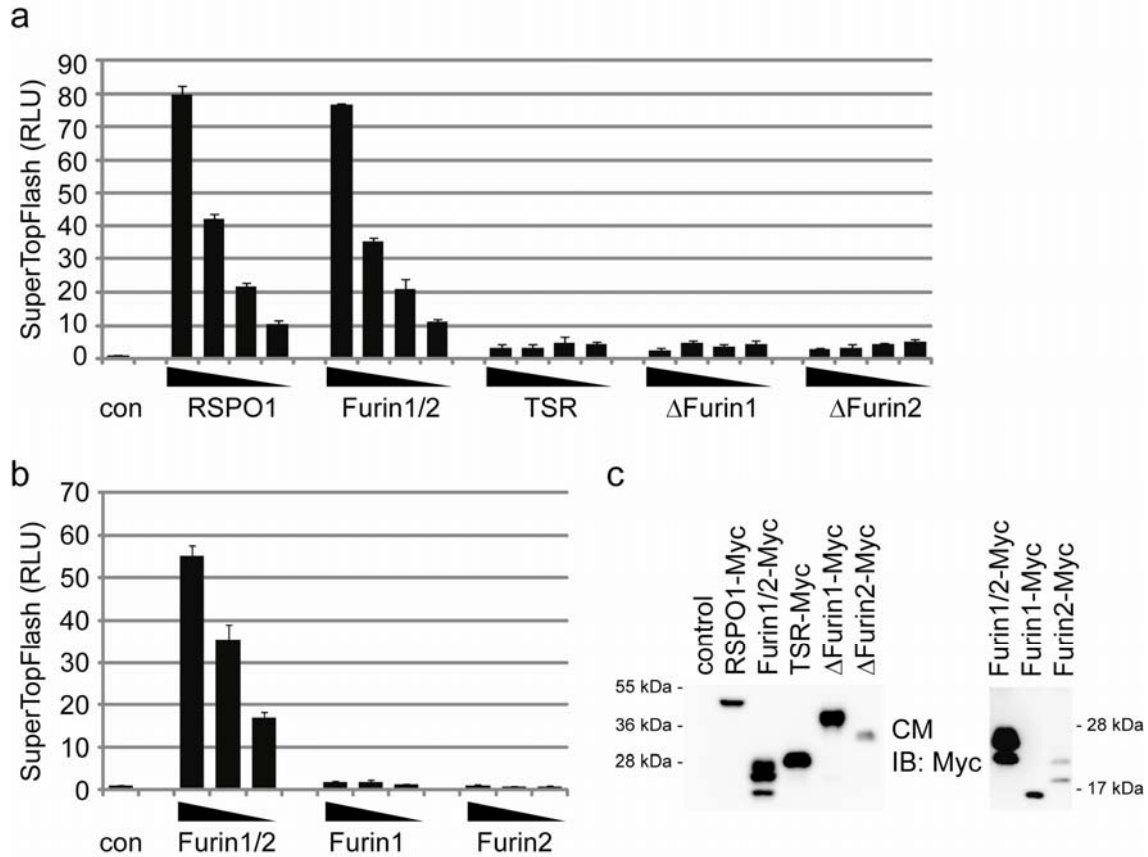 a
SuperTopFlash (RLU)
90
80
70
60
50
40
30
20
10
0
con RSPO1 Furin1/2 TSR ΔFurin1 ΔFurin2
b
SuperTopFlash (RLU)
70
60
50
40
30
20
10
0
con Furin1/2 Furin1 Furin2
c
control
RSPO1-Myc
Furin1/2-Myc
TSR-Myc
ΔFurin1-Myc
ΔFurin2-Myc
55 kDa -
36 kDa -
28 kDa -
CM
IB: Myc
Furin1/2-Myc
Furin1-Myc
Furin2-Myc
- 28 kDa
- 17 kDa